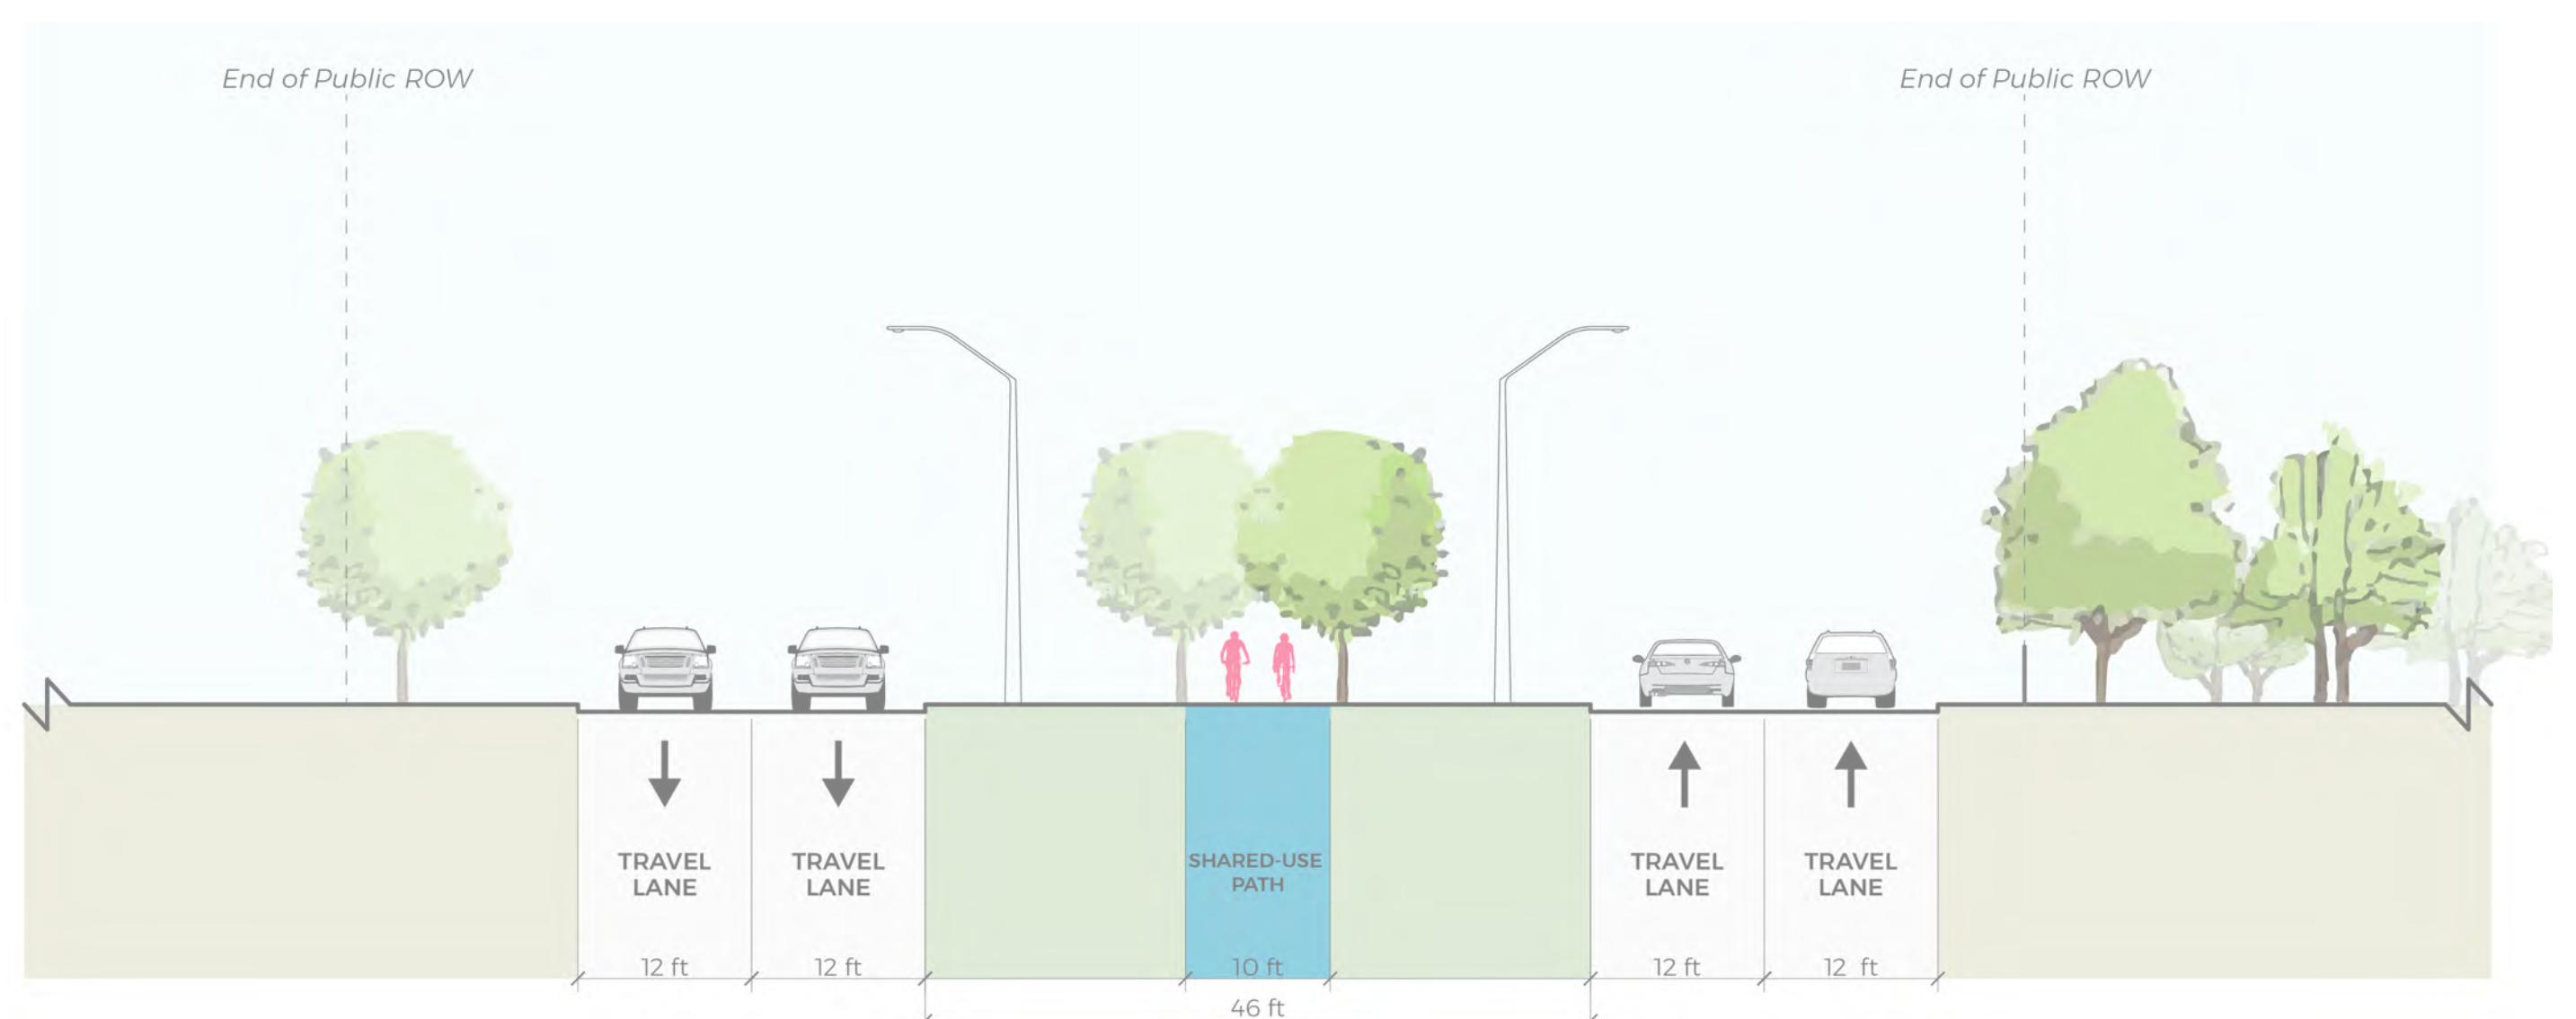 End of Public ROW
End of Public ROW
TRAVEL
LANE
TRAVEL
LANE
SHARED-USE
PATH
TRAVEL
LANE
TRAVEL
LANE
12 ft
12 ft
10 ft
12 ft
12 ft
46 ft